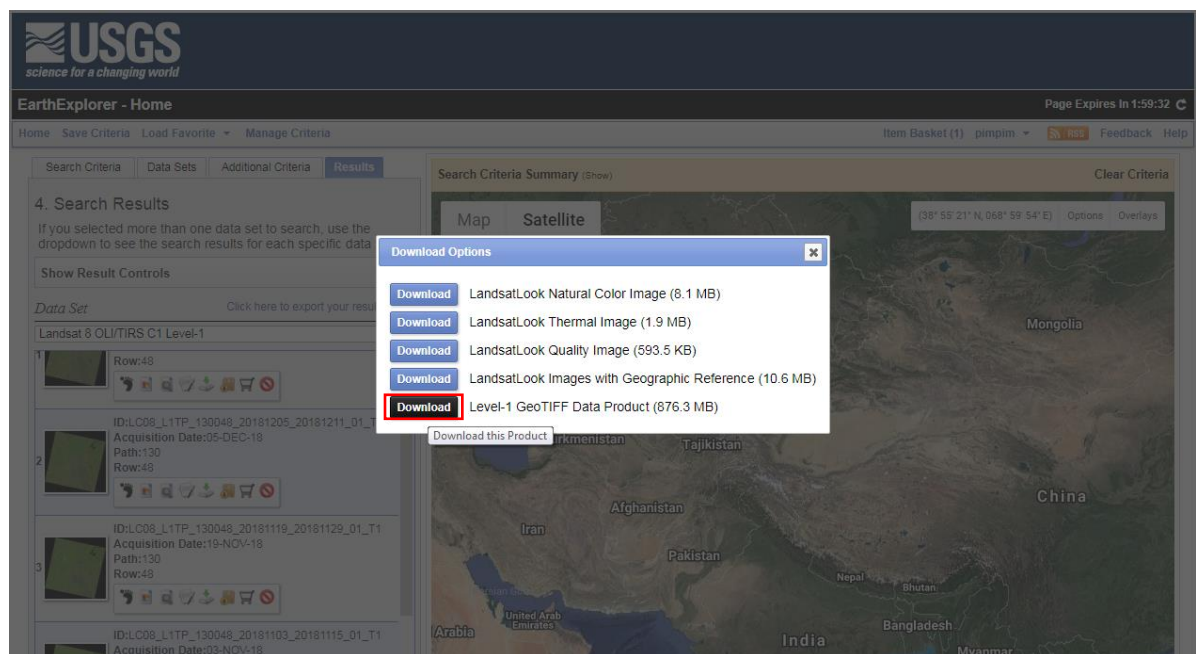 USGS
science for a changing world
EarthExplorer - Home
Page Expires In 1:59:32
Home Save Criteria Load Favorite Manage Criteria
Item Basket (1) pimpim RSS Feedback Help
Search Criteria Data Sets Additional Criteria Results
4. Search Results
If you selected more than one data set to search, use the
dropdown to see the search results for each specific data
Show Result Controls
Data Set Click here to export your resul
Landsat 8 OLI/TIRS C1 Level-1
1
Row:48
2
ID:LC08_L1TP_130048_20181205_20181211_01_T
Acquisition Date:05-DEC-18
Path:130
Row:48
3
ID:LC08_L1TP_130048_20181119_20181129_01_T1
Acquisition Date:19-NOV-18
Path:130
Row:48
ID:LC08_L1TP_130048_20181103_20181115_01_T1
Acquisition Date:03-NOV-18
Search Criteria Summary (Show)
Clear Criteria
Map Satellite
(38° 55' 21" N, 068° 59' 54" E) Options Overlays
Download Options
Download LandsatLook Natural Color Image (8.1 MB)
Download LandsatLook Thermal Image (1.9 MB)
Download LandsatLook Quality Image (593.5 KB)
Download LandsatLook Images with Geographic Reference (10.6 MB)
Download Level-1 GeoTIFF Data Product (876.3 MB)
Download this Product
Mongolia
rkmenistan
Tajikistan
China
Afghanistan
Iran
Pakistan
Nepal
Bhutan
United Arab
Emirates
Bangladesh
Arabia
India
Myanmar